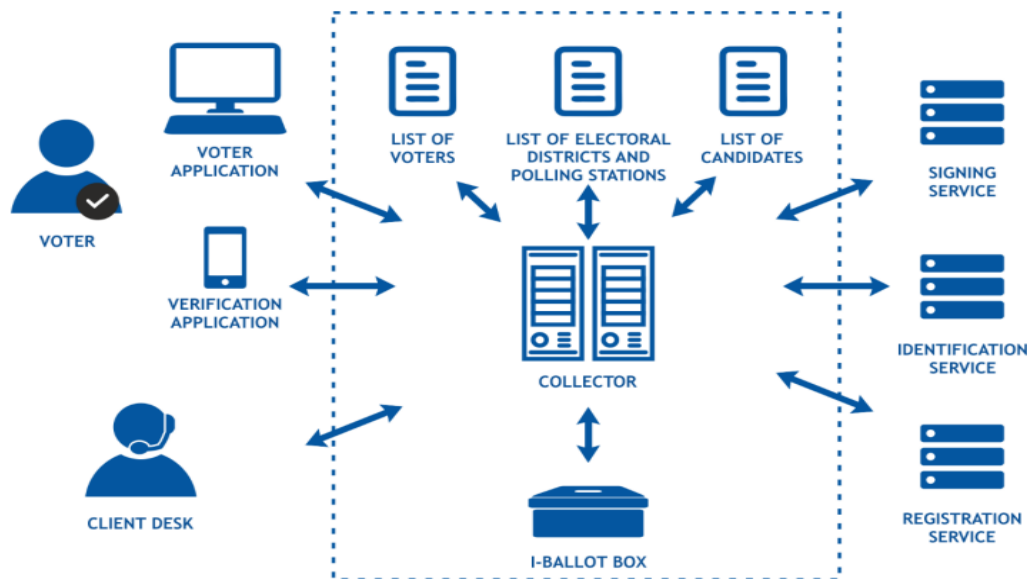 VOTER
APPLICATION
VOTER
VERIFICATION
APPLICATION
CLIENT DESK
LIST OF
VOTERS
LIST OF ELECTORAL
DISTRICTS AND
POLLING STATIONS
LIST OF
CANDIDATES
COLLECTOR
I-BALLOT BOX
SIGNING
SERVICE
IDENTIFICATION
SERVICE
REGISTRATION
SERVICE